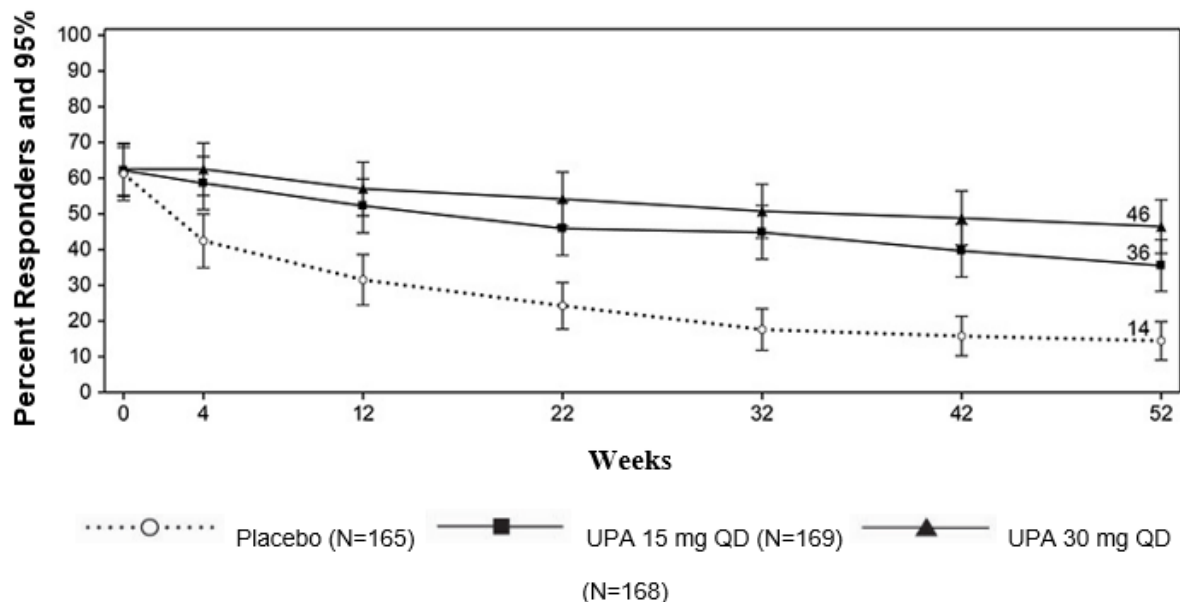 Percent Responders and 95%
100
90
80
70
60
50
40
30
20
10
0
46
36
14
0 4 12 22 32 42 52
Weeks
Placebo (N=165) UPA 15 mg QD (N=169) UPA 30 mg QD
(N=168)